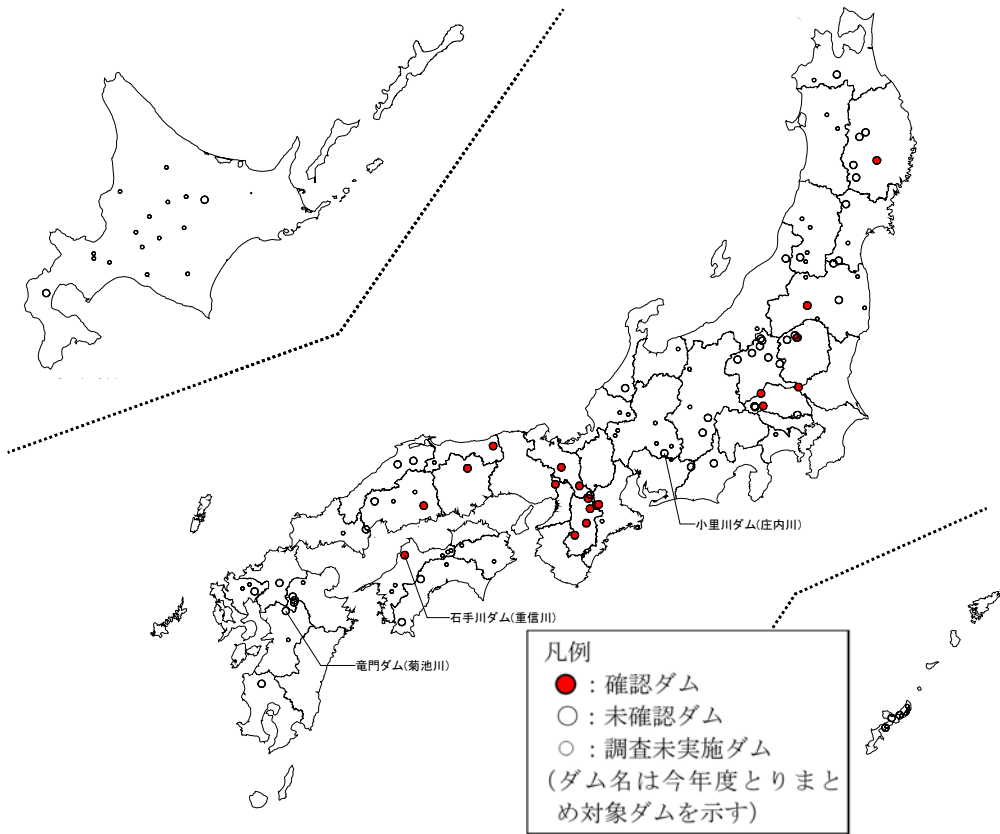 小里川ダム(庄内川)
石手川ダム(重信川)
竜門ダム(菊池川)
凡例
：確認ダム
：未確認ダム
：調査未実施ダム
(ダム名は今年度とりまと
め対象ダムを示す)